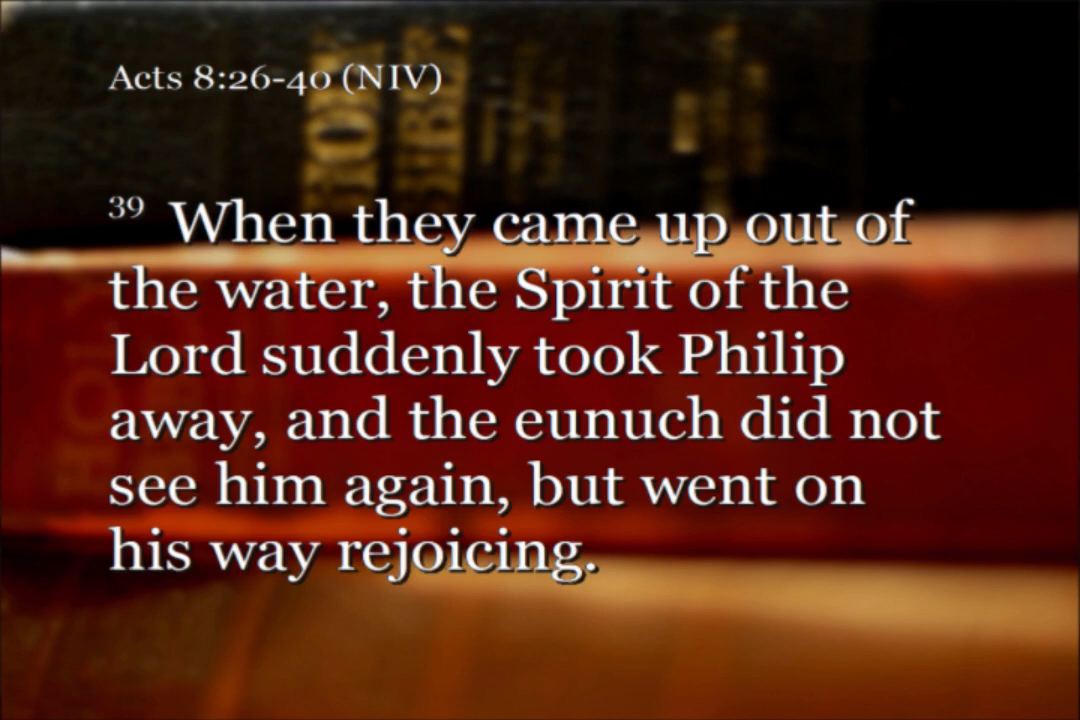 Acts 8:26-40 (NIV)
39 When they came up out of
the water, the Spirit of the
Lord suddenly took Philip
away, and the eunuch did not
see him again, but went on
his way rejoicing.